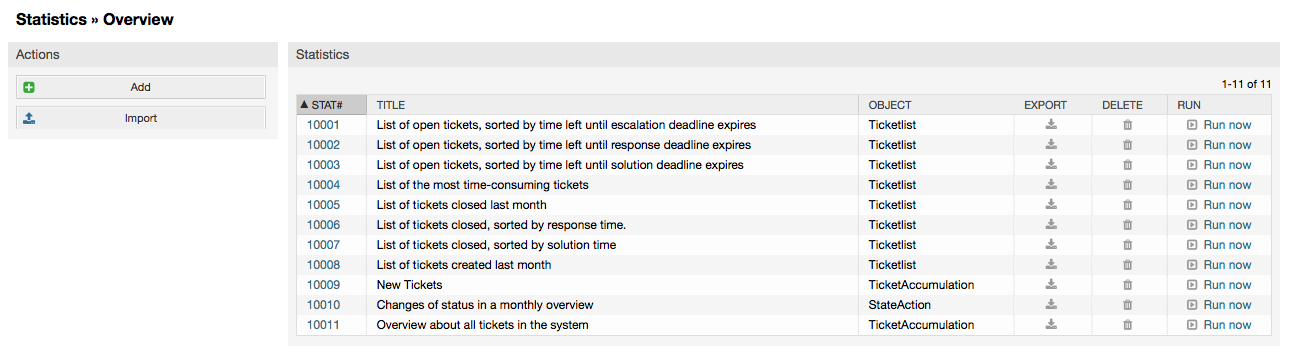 Statistics » Overview
Actions
Add
Import
Statistics
1-11 of 11
STAT# TITLE OBJECT EXPORT DELETE RUN
10001 List of open tickets, sorted by time left until escalation deadline expires Ticketlist Run now
10002 List of open tickets, sorted by time left until response deadline expires Ticketlist Run now
10003 List of open tickets, sorted by time left until solution deadline expires Ticketlist Run now
10004 List of the most time-consuming tickets Ticketlist Run now
10005 List of tickets closed last month Ticketlist Run now
10006 List of tickets closed, sorted by response time. Ticketlist Run now
10007 List of tickets closed, sorted by solution time Ticketlist Run now
10008 List of tickets created last month Ticketlist Run now
10009 New Tickets TicketAccumulation Run now
10010 Changes of status in a monthly overview StateAction Run now
10011 Overview about all tickets in the system TicketAccumulation Run now